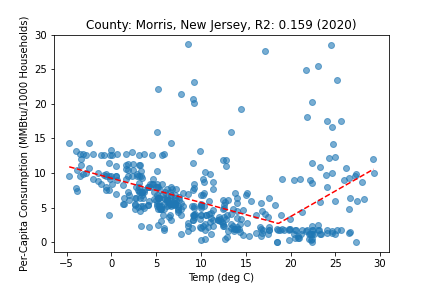 County: Morris, New Jersey, R2: 0.159 (2020)
Per-Capita Consumption (MMBtu/1000 Households)
30
25
20
15
10
5
0
−5 0 5 10 15 20 25 30
Temp (deg C)